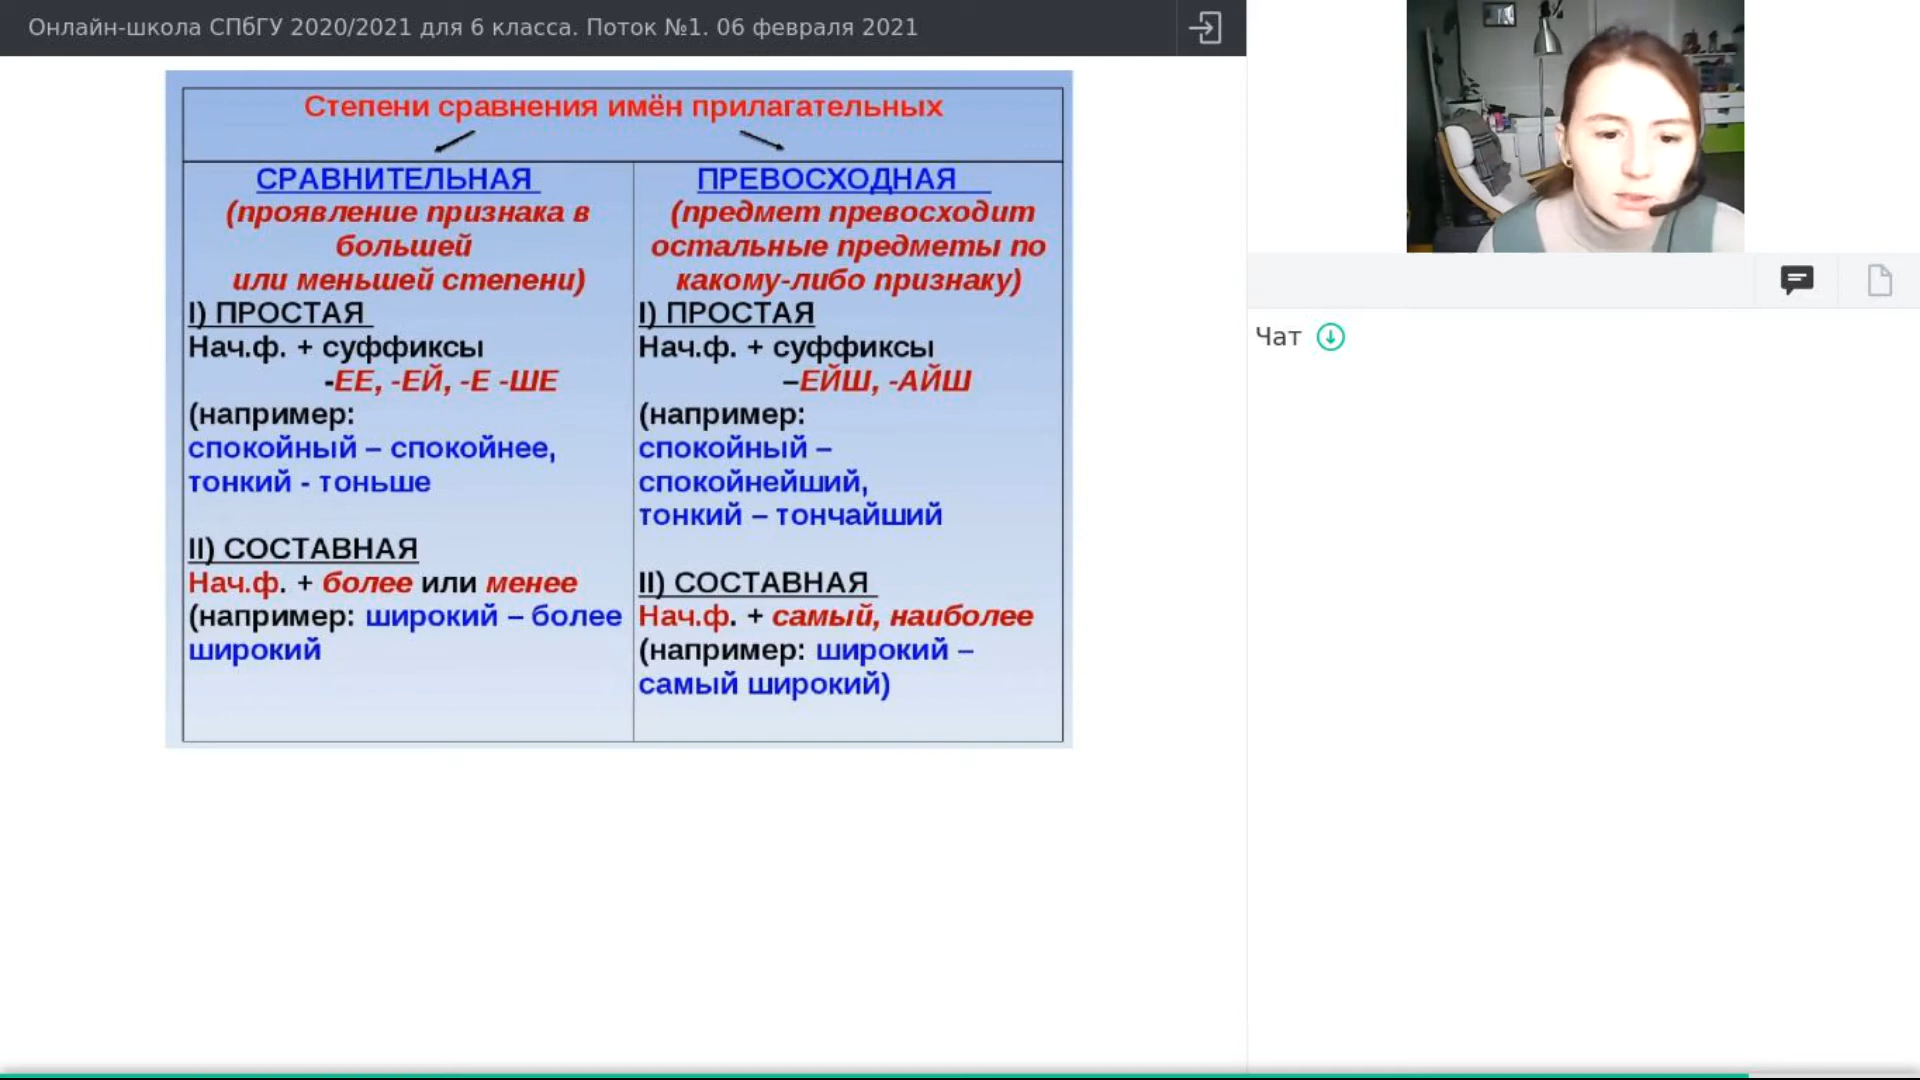 Онлайн-школа СПбГУ 2020/2021 для 6 класса. Поток №1. 06 февраля 2021
Степени сравнения имён прилагательных
СРАВНИТЕЛЬНАЯ
(проявление признака в
большей
или меньшей степени)
I) ПРОСТАЯ
Нач.ф. + суффиксы
-ЕЕ, -ЕЙ, -Е -ШЕ
(например:
спокойный – спокойнее,
тонкий - тоньше
II) СОСТАВНАЯ
Нач.ф. + более или менее
(например: широкий – более
широкий
ПРЕВОСХОДНАЯ
(предмет превосходит
остальные предметы по
какому-либо признаку)
I) ПРОСТАЯ
Нач.ф. + суффиксы
–ЕЙШ, -АЙШ
(например:
спокойный –
спокойнейший,
тонкий – тончайший
II) СОСТАВНАЯ
Нач.ф. + самый, наиболее
(например: широкий –
самый широкий)
Чат